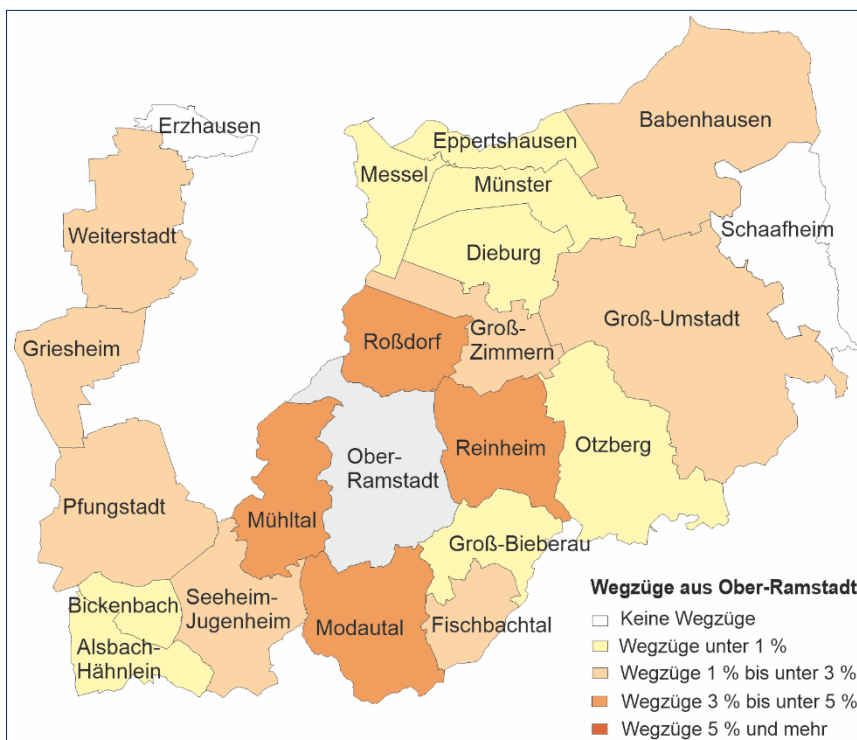 Erzhausen
Babenhausen
Eppertshausen
Messel
Münster
Schaafheim
Weiterstadt
Dieburg
Groß-Umstadt
Griesheim
Roßdorf
Groß-
Zimmern
Ober-
Ramstadt
Reinheim
Otzberg
Pfungstadt
Mühltal
Groß-Bieberau
Bickenbach
Seeheim-
Jugenheim
Modautal
Fischbachtal
Alsbach-
Hähnlein
Wegzüge aus Ober-Ramstadt
Keine Wegzüge
Wegzüge unter 1 %
Wegzüge 1 % bis unter 3 %
Wegzüge 3 % bis unter 5 %
Wegzüge 5 % und mehr